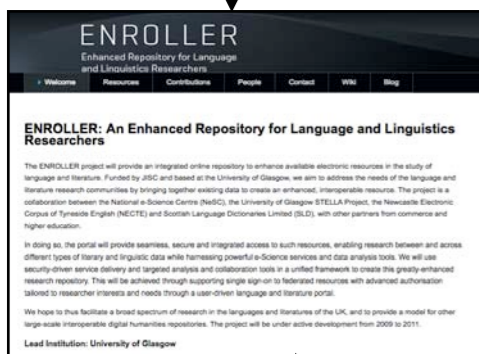 ENROLLER
Enhanced Repository for Language
and Linguistics Researchers
Welcome Resources Contributions People Contact Wiki Blog
ENROLLER: An Enhanced Repository for Language and Linguistics
Researchers
The ENROLLER project will provide an integrated online repository to enhance available electronic resources in the study of
language and literature. Funded by JISC and based at the University of Glasgow, we aim to address the needs of the language and
literature research communities by bringing together existing data to create an enhanced, interoperable resource. The project is a
collaboration between the National e-Science Centre (NeSC), the University of Glasgow STELLA Project, the Newcastle Electronic
Corpus of Tyneside English (NECTE) and Scottish Language Dictionaries Limited (SLD), with other partners from commerce and
higher education.
In doing so, the portal will provide seamless, secure and integrated access to such resources, enabling research between and across
different types of literary and linguistic data while harnessing powerful e-Science services and data analysis tools. We will use
security-driven service delivery and targeted analysis and collaboration tools in a unified framework to create this greatly-enhanced
research repository. This will be achieved through supporting single sign-on to federated resources with advanced authorisation
tailored to researcher interests and needs through a user-driven language and literature portal.
We hope to thus facilitate a broad spectrum of research in the languages and literatures of the UK, and to provide a model for other
large-scale interoperable digital humanities repositories. The project will be under active development from 2009 to 2011.
Lead Institution: University of Glasgow